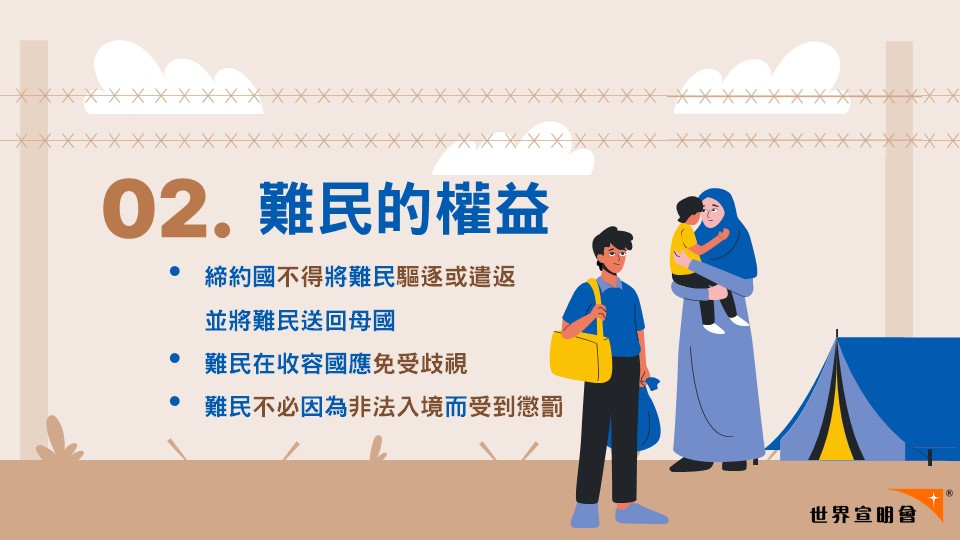 02. 難民的權益
• 締約國不得將難民驅逐或遣返
並將難民送回母國
• 難民在收容國應免受歧視
• 難民不必因為非法入境而受到懲罰
世界宣明會®